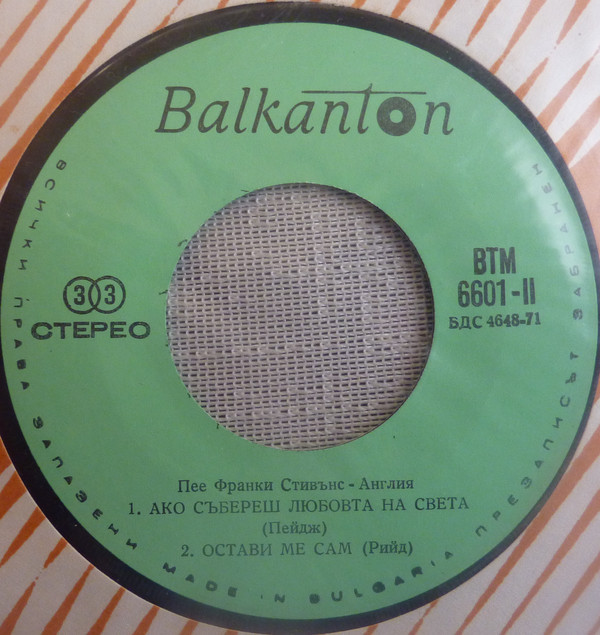 Balkanton
33
СТЕРЕО
ВТМ
6601-II
БДС 4648-71
Пее Франки Стивънс - Англия
1. АКО СЪБЕРЕШ ЛЮБОВТА НА СВЕТА
(Пейдж)
2. ОСТАВИ МЕ САМ (Рийд)
ВСИЧКИ ПРАВА ЗАПАЗЕНИ MADE IN BULGARIA ПРЕЗАПИСЪТ ЗАБРАНЕН